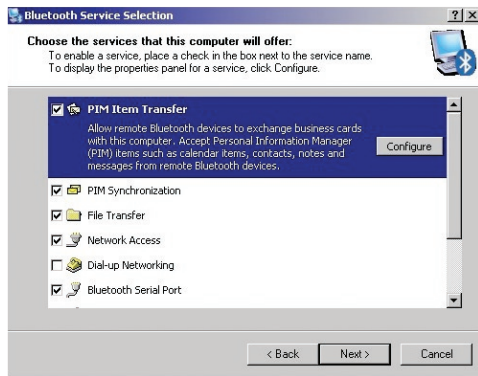 Bluetooth Service Selection
Choose the services that this computer will offer:
To enable a service, place a check in the box next to the service name.
To display the properties panel for a service, click Configure.
PIM Item Transfer
Allow remote Bluetooth devices to exchange business cards
with this computer. Accept Personal Information Manager
(PIM) items such as calendar items, contacts, notes and
messages from remote Bluetooth devices.
Configure
PIM Synchronization
File Transfer
Network Access
Dial-up Networking
Bluetooth Serial Port
< Back
Next >
Cancel